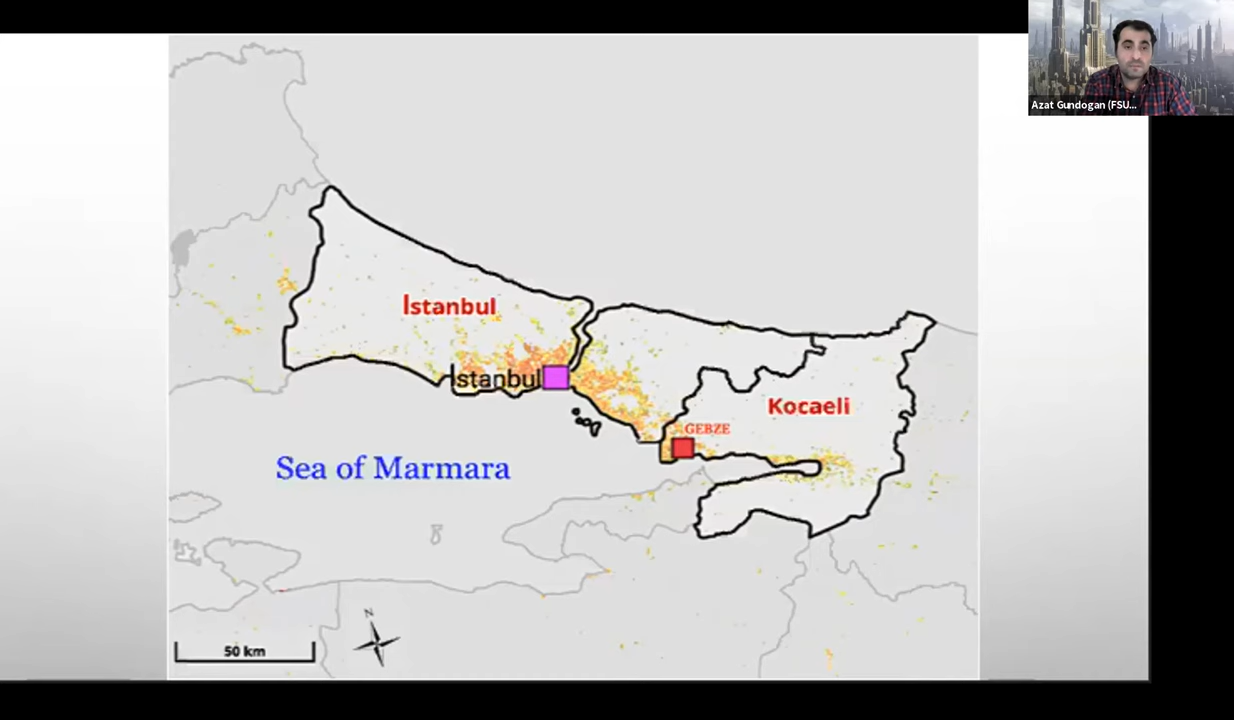 Azat Gundogan (FSU...
İstanbul
İstanbul
Kocaeli
GEBZE
Sea of Marmara
N
50 km